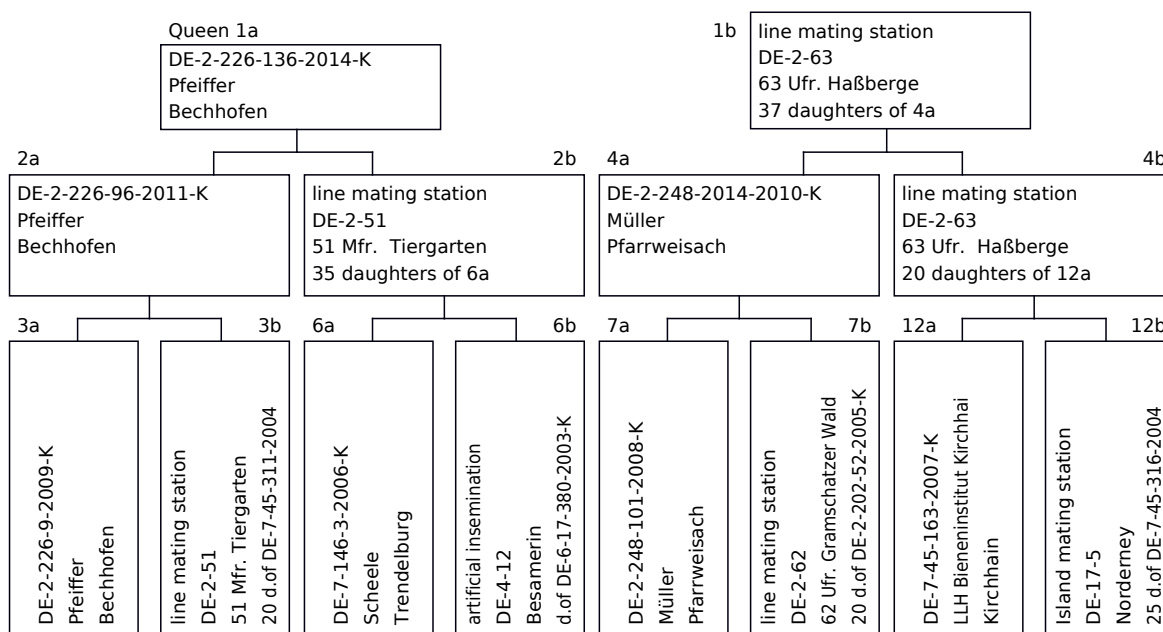 Queen 1a
DE-2-226-136-2014-K
Pfeiffer
Bechhofen
1b
line mating station
DE-2-63
63 Ufr. Haßberge
37 daughters of 4a
2a
DE-2-226-96-2011-K
Pfeiffer
Bechhofen
2b
line mating station
DE-2-51
51 Mfr. Tiergarten
35 daughters of 6a
4a
DE-2-248-2014-2010-K
Müller
Pfarrweisach
4b
line mating station
DE-2-63
63 Ufr. Haßberge
20 daughters of 12a
3a
DE-2-226-9-2009-K
Pfeiffer
Bechhofen
3b
line mating station
DE-2-51
51 Mfr. Tiergarten
20 d.of DE-7-45-311-2004
6a
DE-7-146-3-2006-K
Scheele
Trendelburg
6b
artificial insemination
DE-4-12
Besamerin
d.of DE-6-17-380-2003-K
7a
DE-2-248-101-2008-K
Müller
Pfarrweisach
7b
line mating station
DE-2-62
62 Ufr. Gramschatzer Wald
20 d.of DE-2-202-52-2005-K
12a
DE-7-45-163-2007-K
LLH Bieneninstitut Kirchhai
Kirchhain
12b
Island mating station
DE-17-5
Norderney
25 d.of DE-7-45-316-2004